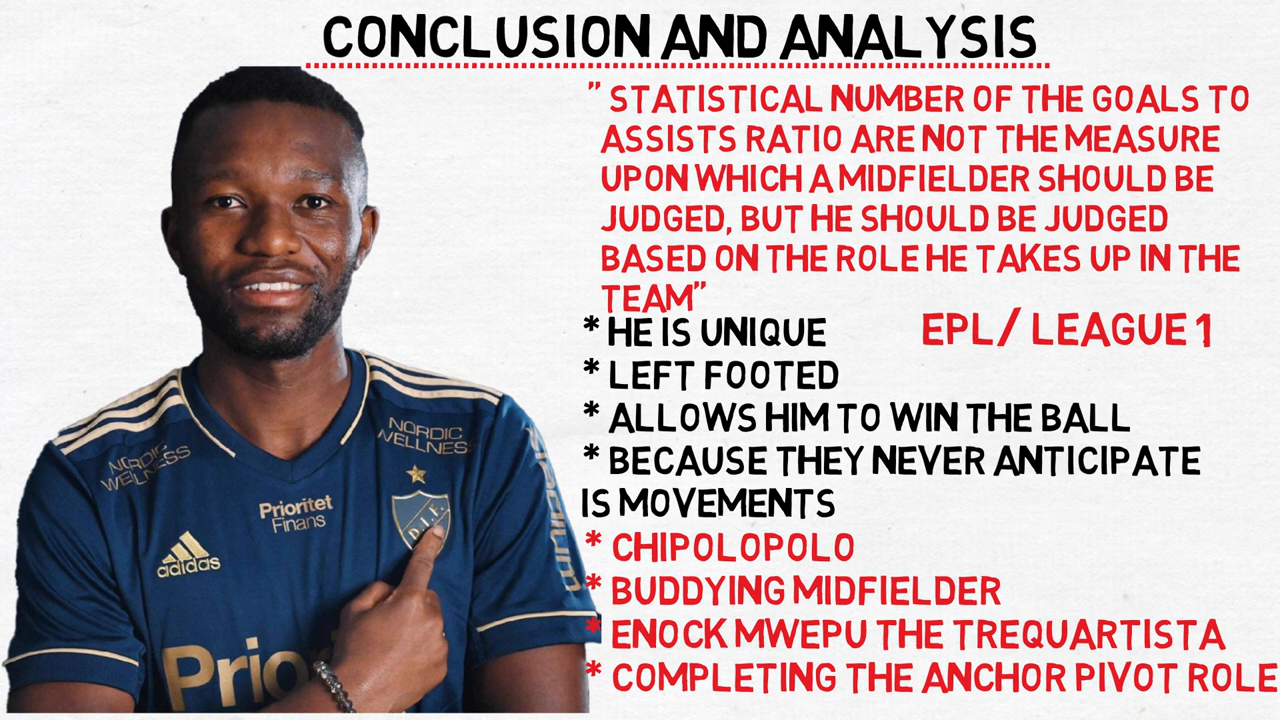 CONCLUSION AND ANALYSIS
" STATISTICAL NUMBER OF THE GOALS TO
ASSISTS RATIO ARE NOT THE MEASURE
UPON WHICH A MIDFIELDER SHOULD BE
JUDGED, BUT HE SHOULD BE JUDGED
BASED ON THE ROLE HE TAKES UP IN THE
TEAM"
* HE IS UNIQUE
EPL / LEAGUE 1
* LEFT FOOTED
* ALLOWS HIM TO WIN THE BALL
* BECAUSE THEY NEVER ANTICIPATE
IS MOVEMENTS
* CHIPOLOPOLO
* BUDDYING MIDFIELDER
* ENOCK MWEPU THE TREQUARTISTA
* COMPLETING THE ANCHOR PIVOT ROLE
NORDIC
WELLNESS
NORDIC
WELLNESS
Prioritet
Finans
D.I.F.
adidas
Prio